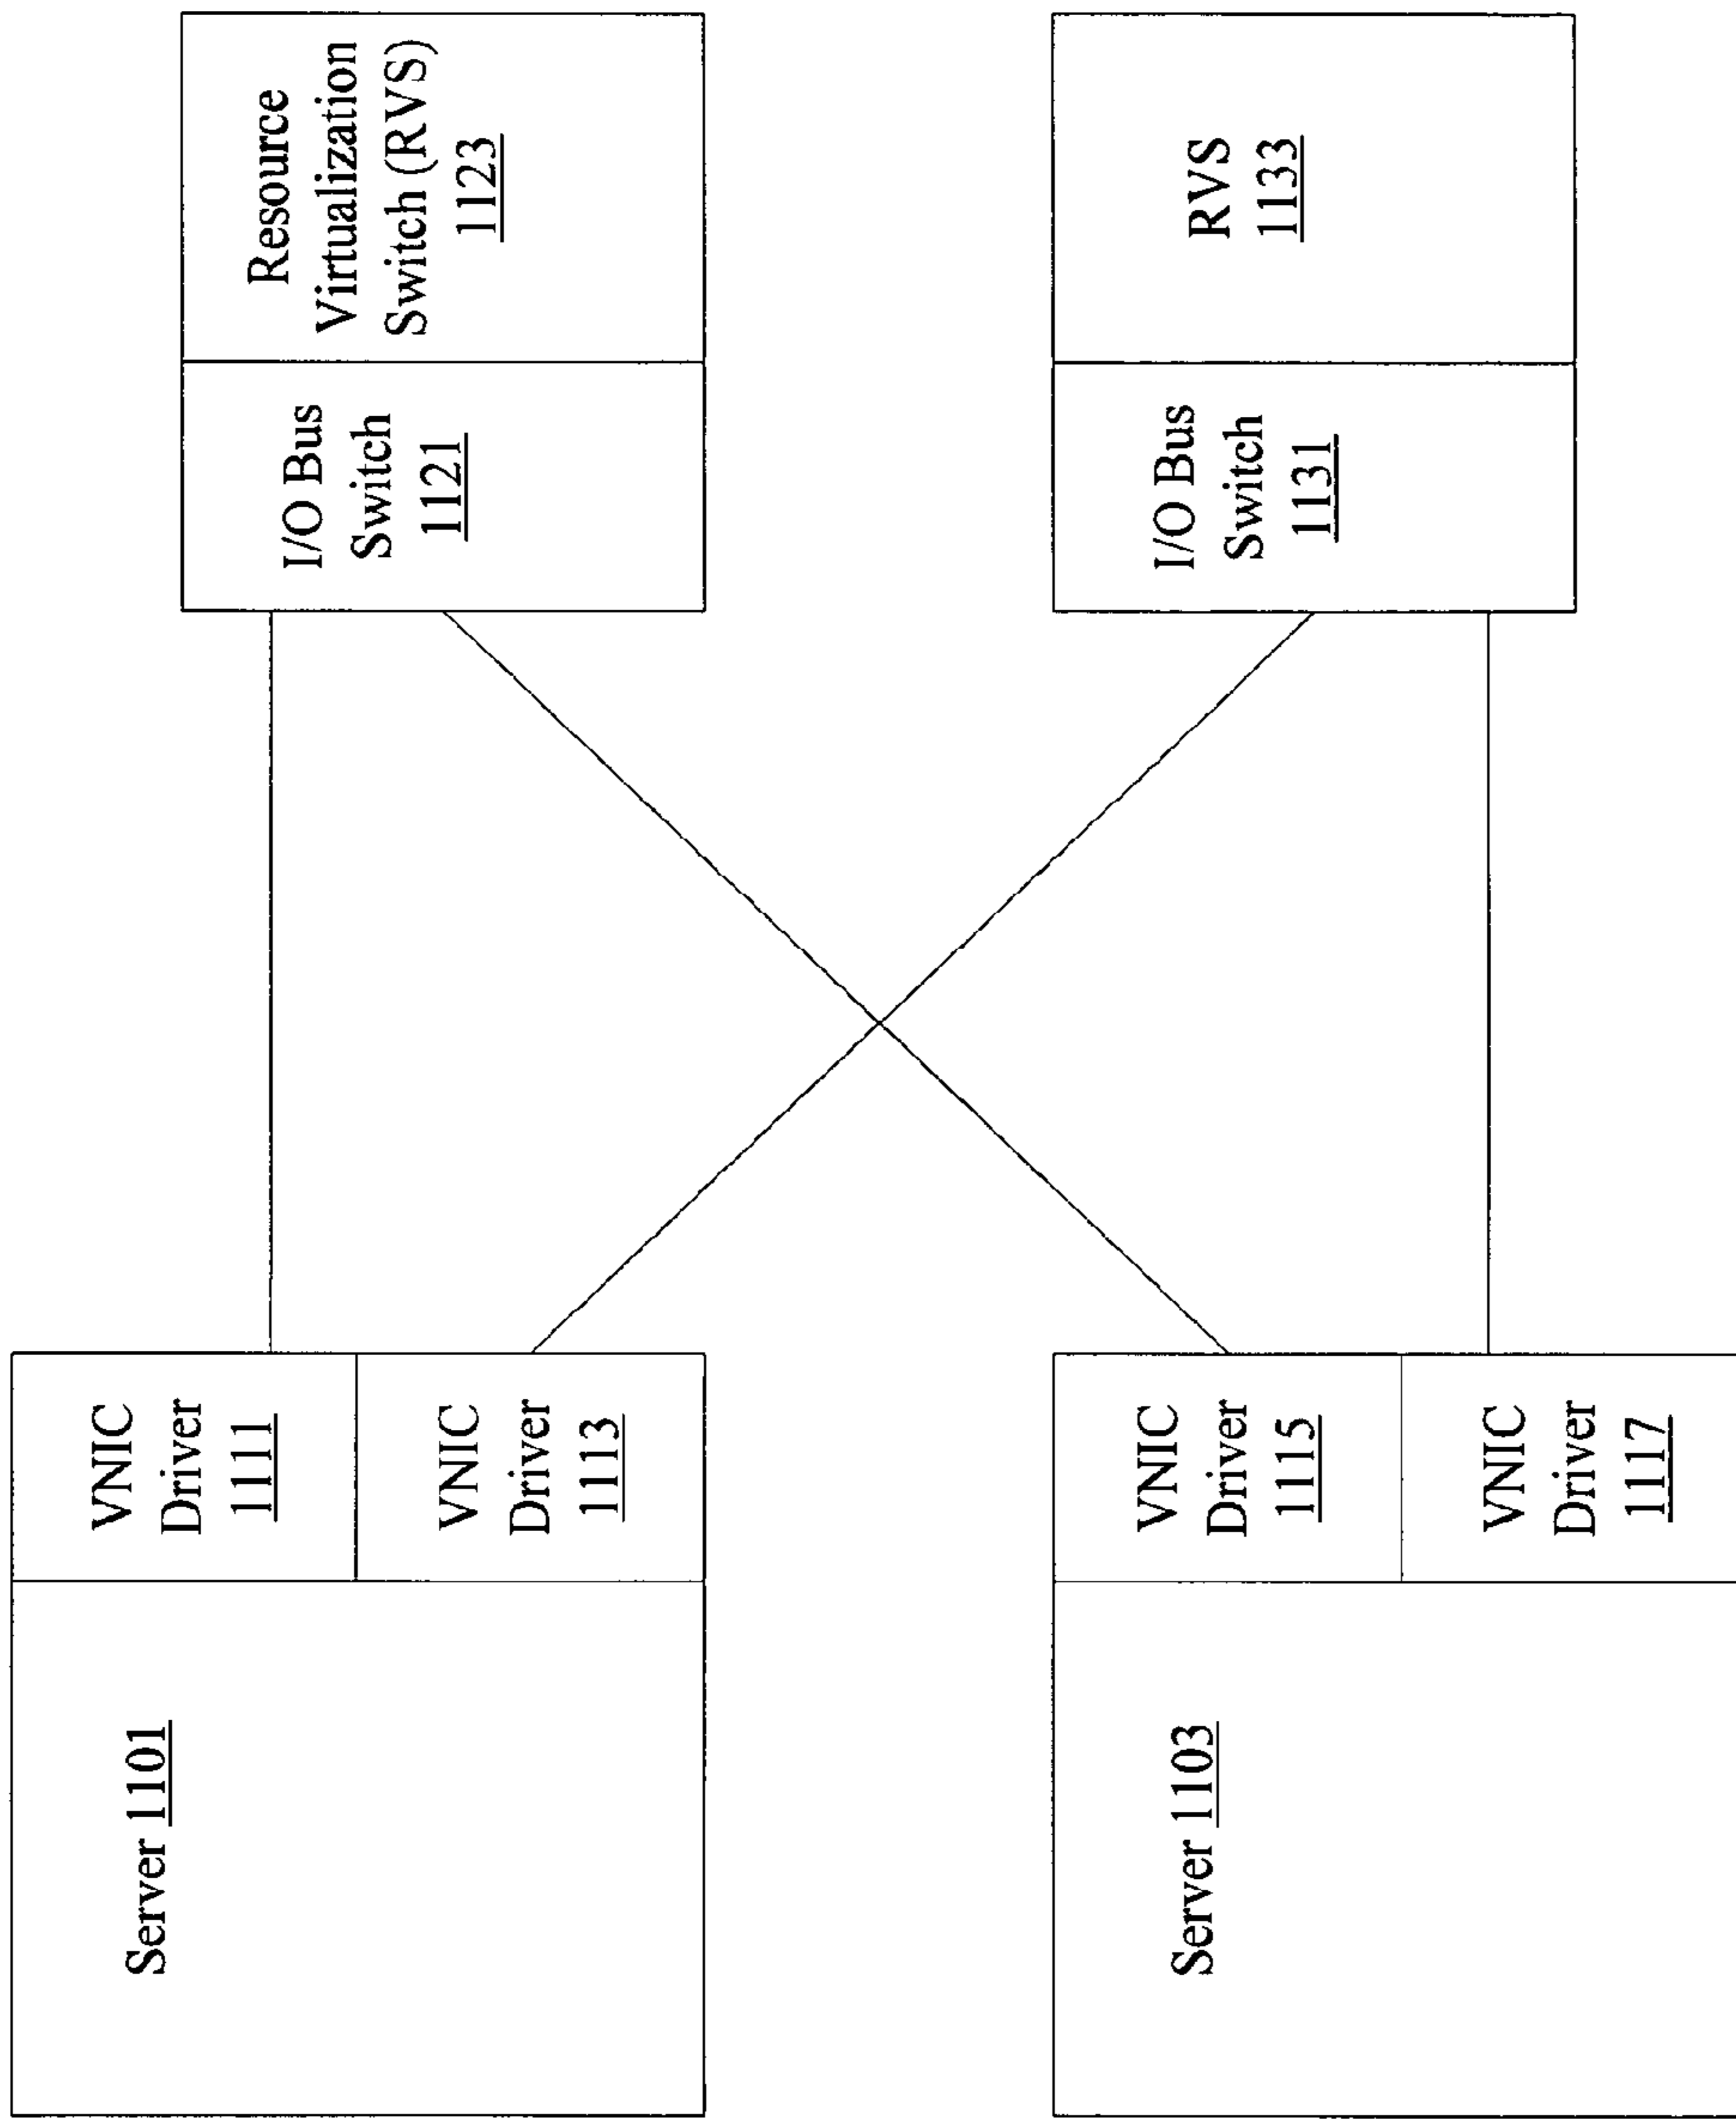 Server 1101
VNIC
Driver
1111
VNIC
Driver
1113
I/O Bus
Switch
1121
Resource
Virtualization
Switch (RVS)
1123
Server 1103
VNIC
Driver
1115
VNIC
Driver
1117
I/O Bus
Switch
1131
RVS
1133